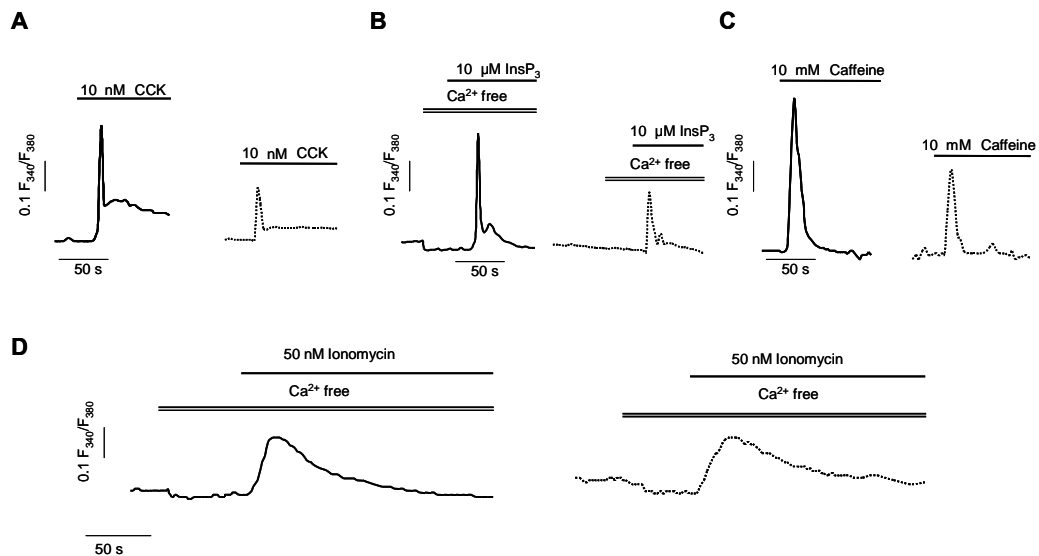 A
B
C
10 nM CCK
10 nM CCK
0.1 F340/F380
50 s
10 µM InsP3
Ca2+ free
10 µM InsP3
Ca2+ free
0.1 F340/F380
50 s
10 mM Caffeine
10 mM Caffeine
0.1 F340/F380
50 s
D
50 nM Ionomycin
Ca2+ free
50 nM Ionomycin
Ca2+ free
0.1 F340/F380
50 s